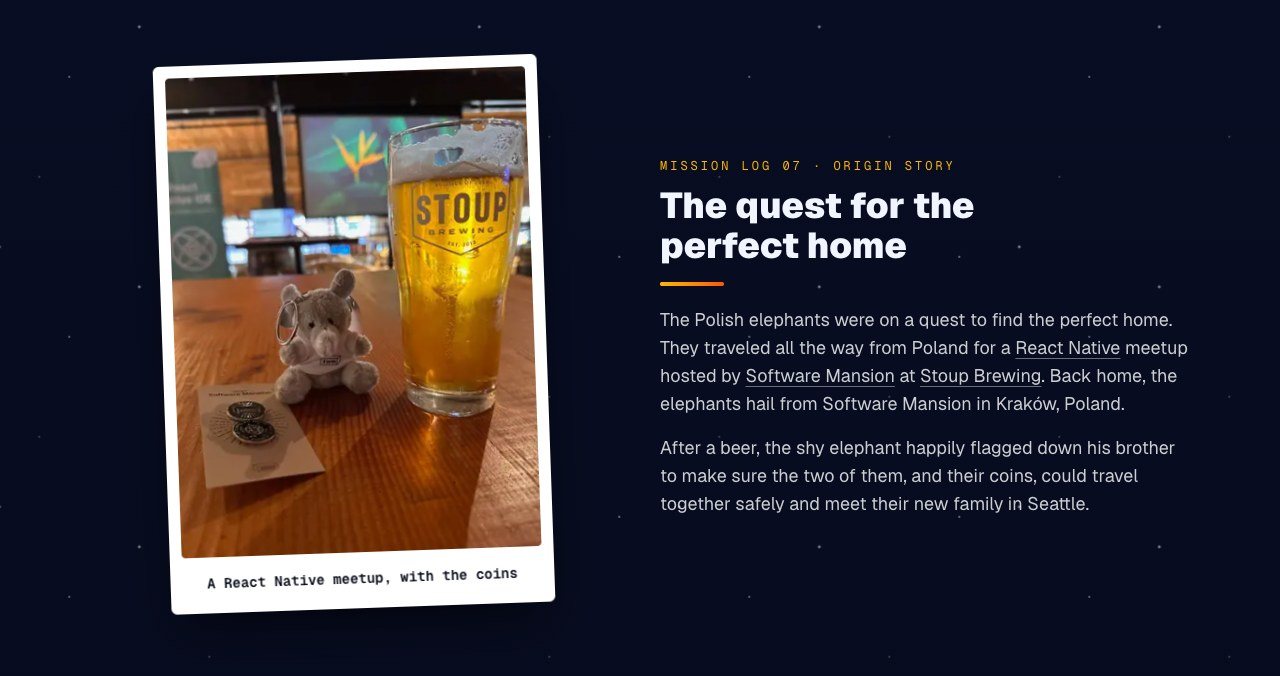 MISSION LOG 07 · ORIGIN STORY
The quest for the
perfect home
The Polish elephants were on a quest to find the perfect home.
They traveled all the way from Poland for a React Native meetup
hosted by Software Mansion at Stoup Brewing. Back home, the
elephants hail from Software Mansion in Kraków, Poland.
After a beer, the shy elephant happily flagged down his brother
to make sure the two of them, and their coins, could travel
together safely and meet their new family in Seattle.
STOUP
BREWING
EST. 2013
Software Mansion
A React Native meetup, with the coins